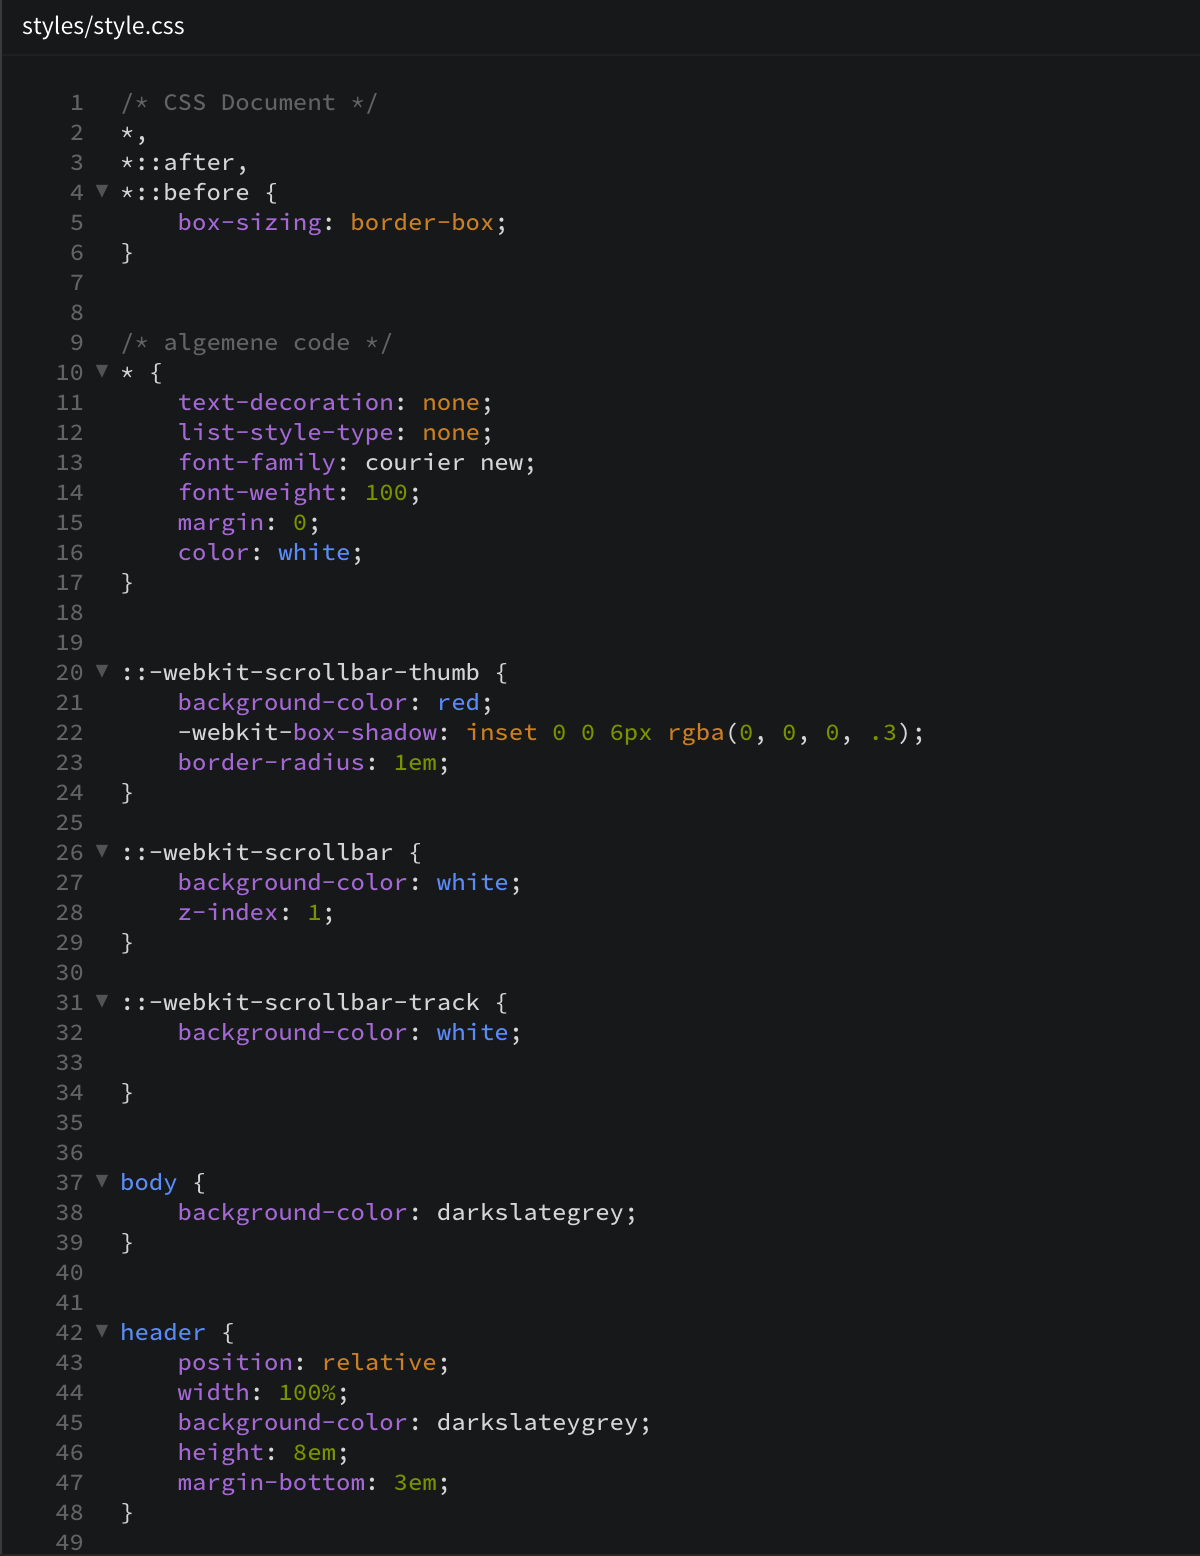 styles/style.css
1 /* CSS Document */
2 *,
3 *::after,
4 ▼ *::before {
5 box-sizing: border-box;
6 }
7
8
9 /* algemene code */
10 ▼ * {
11 text-decoration: none;
12 list-style-type: none;
13 font-family: courier new;
14 font-weight: 100;
15 margin: 0;
16 color: white;
17 }
18
19
20 ▼ ::-webkit-scrollbar-thumb {
21 background-color: red;
22 -webkit-box-shadow: inset 0 0 6px rgba(0, 0, 0, .3);
23 border-radius: 1em;
24 }
25
26 ▼ ::-webkit-scrollbar {
27 background-color: white;
28 z-index: 1;
29 }
30
31 ▼ ::-webkit-scrollbar-track {
32 background-color: white;
33
34 }
35
36
37 ▼ body {
38 background-color: darkslategrey;
39 }
40
41
42 ▼ header {
43 position: relative;
44 width: 100%;
45 background-color: darkslateygrey;
46 height: 8em;
47 margin-bottom: 3em;
48 }
49